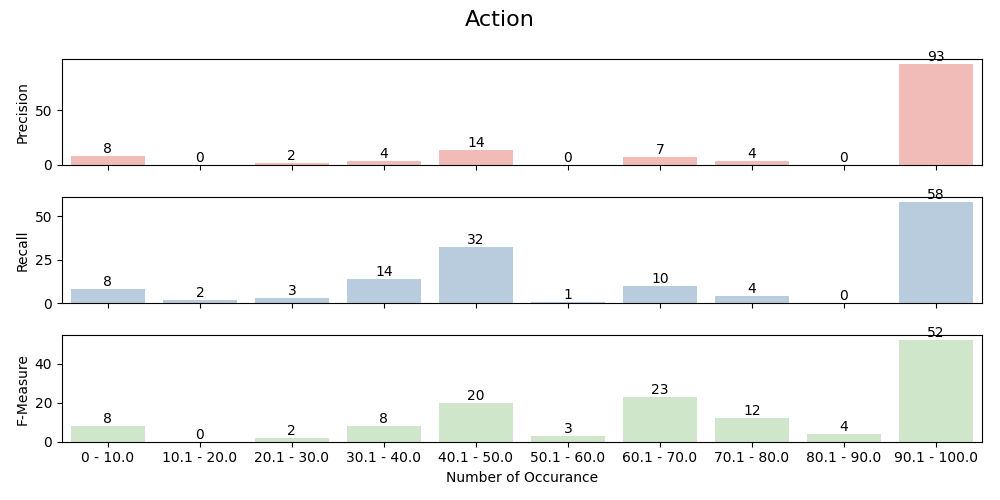 Action
Precision
50
0
8 0 2 4 14 0 7 4 0 93
Recall
50
25
0
8 2 3 14 32 1 10 4 0 58
F-Measure
40
20
0
8 0 2 8 20 3 23 12 4 52
0 - 10.0 10.1 - 20.0 20.1 - 30.0 30.1 - 40.0 40.1 - 50.0 50.1 - 60.0 60.1 - 70.0 70.1 - 80.0 80.1 - 90.0 90.1 - 100.0
Number of Occurance